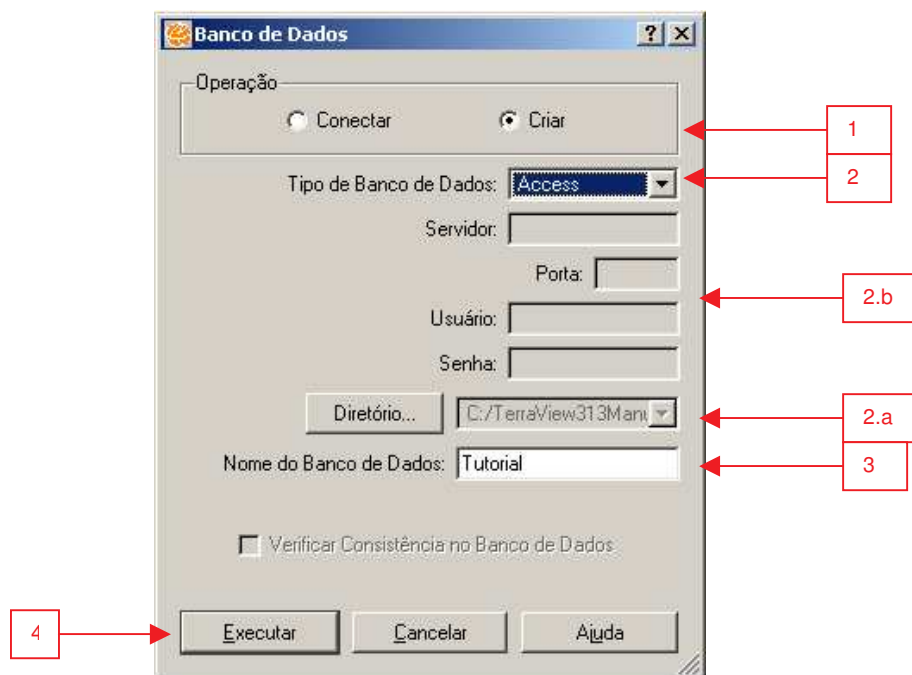 Banco de Dados
Operação
Conectar
Criar
1
Tipo de Banco de Dados: Access
2
Servidor:
Porta:
2.b
Usuário:
Senha:
Diretório... C:/TerraView313Manu
2.a
Nome do Banco de Dados: Tutorial
3
Verificar Consistência no Banco de Dados
4
Executar Cancelar Ajuda